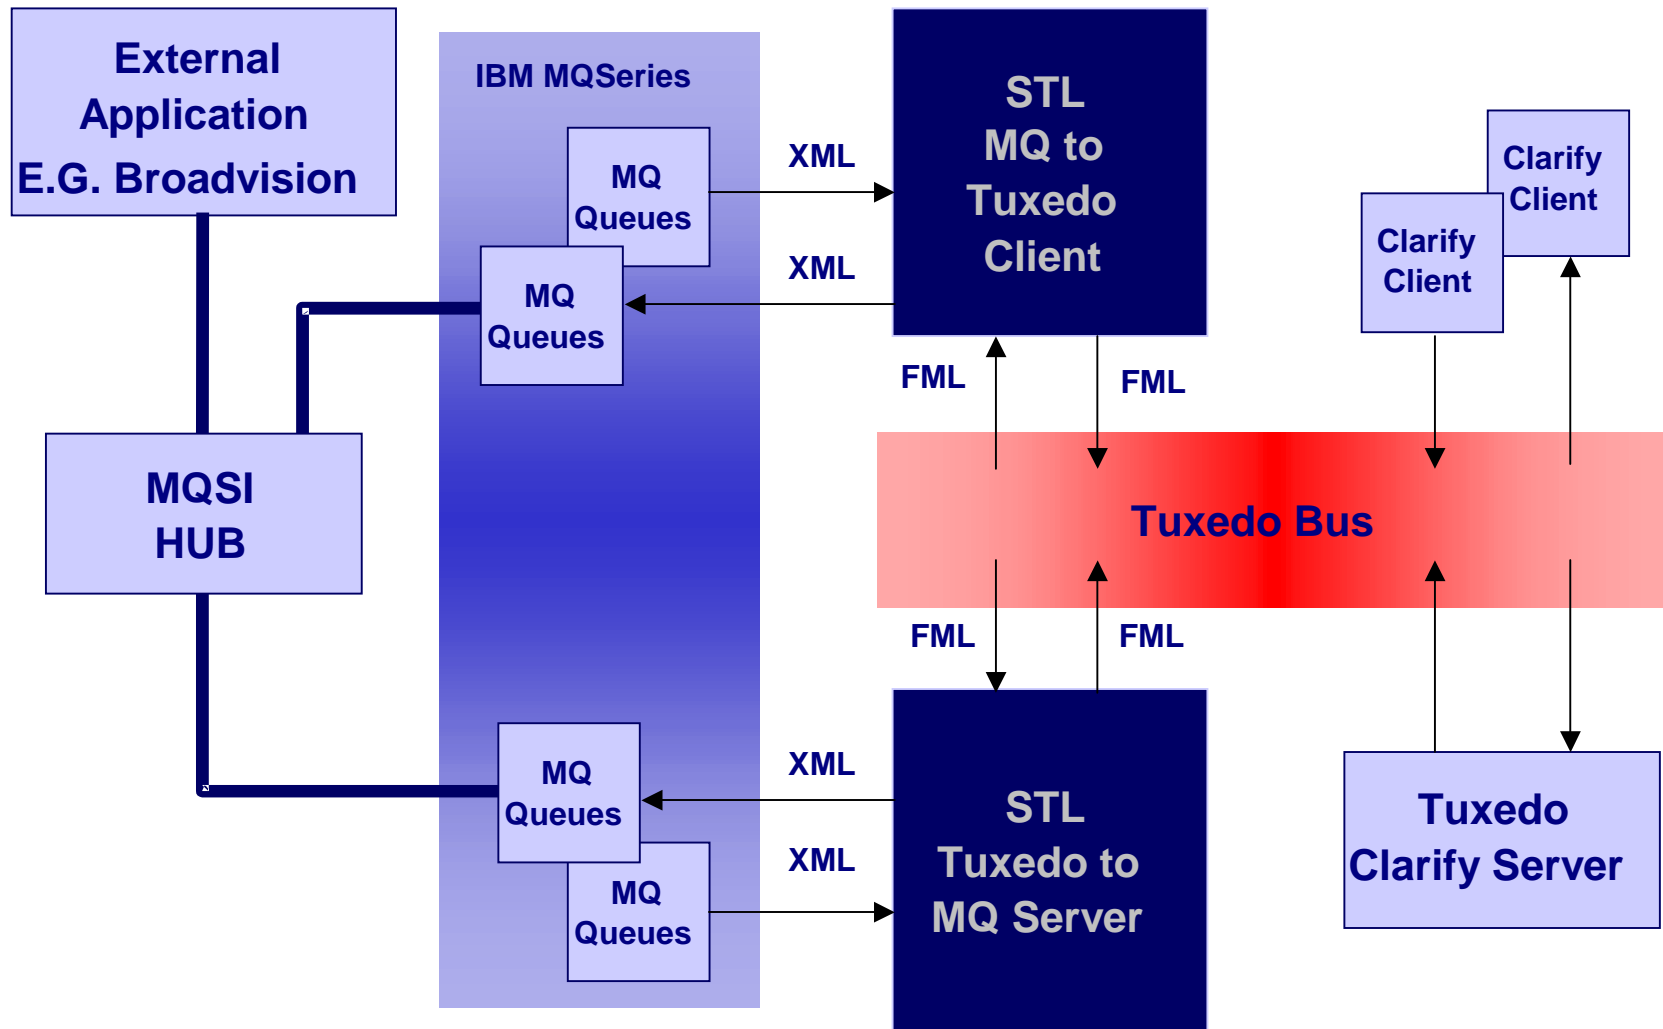 External
Application
E.G. Broadvision
IBM MQSeries
MQ
Queues
MQ
Queues
XML
XML
STL
MQ to
Tuxedo
Client
Clarify
Client
Clarify
Client
FML
FML
MQSI
HUB
Tuxedo Bus
FML
FML
MQ
Queues
MQ
Queues
XML
XML
STL
Tuxedo to
MQ Server
Tuxedo
Clarify Server